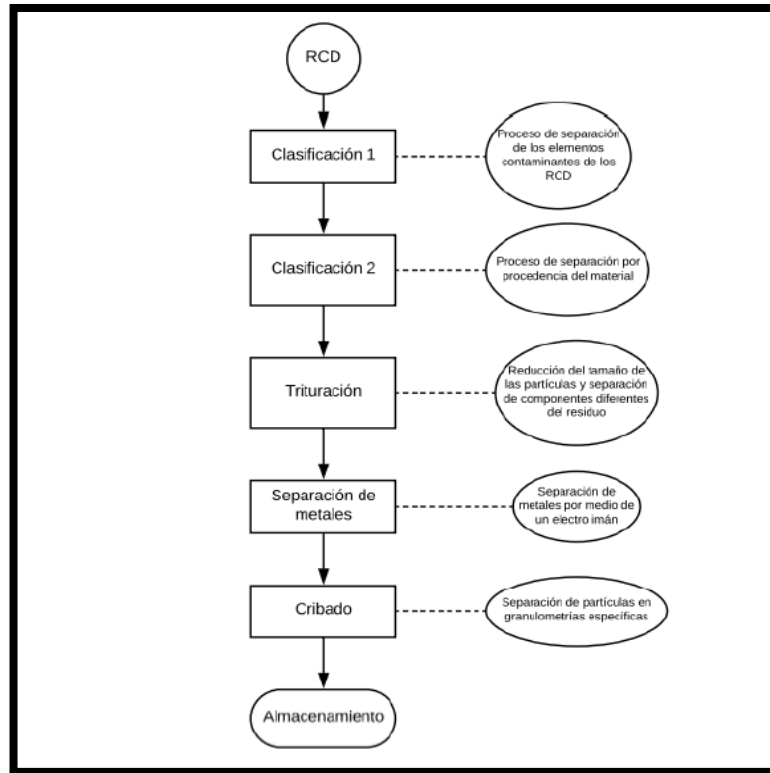 RCD
Clasificación 1
Proceso de separación
de los elementos
contaminantes de los
RCD
Clasificación 2
Proceso de separación por
procedencia del material
Trituración
Reducción del tamaño de
las partículas y separación
de componentes diferentes
del residuo
Separación de
metales
Separación de
metales por medio de
un electro imán
Cribado
Separación de partículas en
granulometrías específicas
Almacenamiento